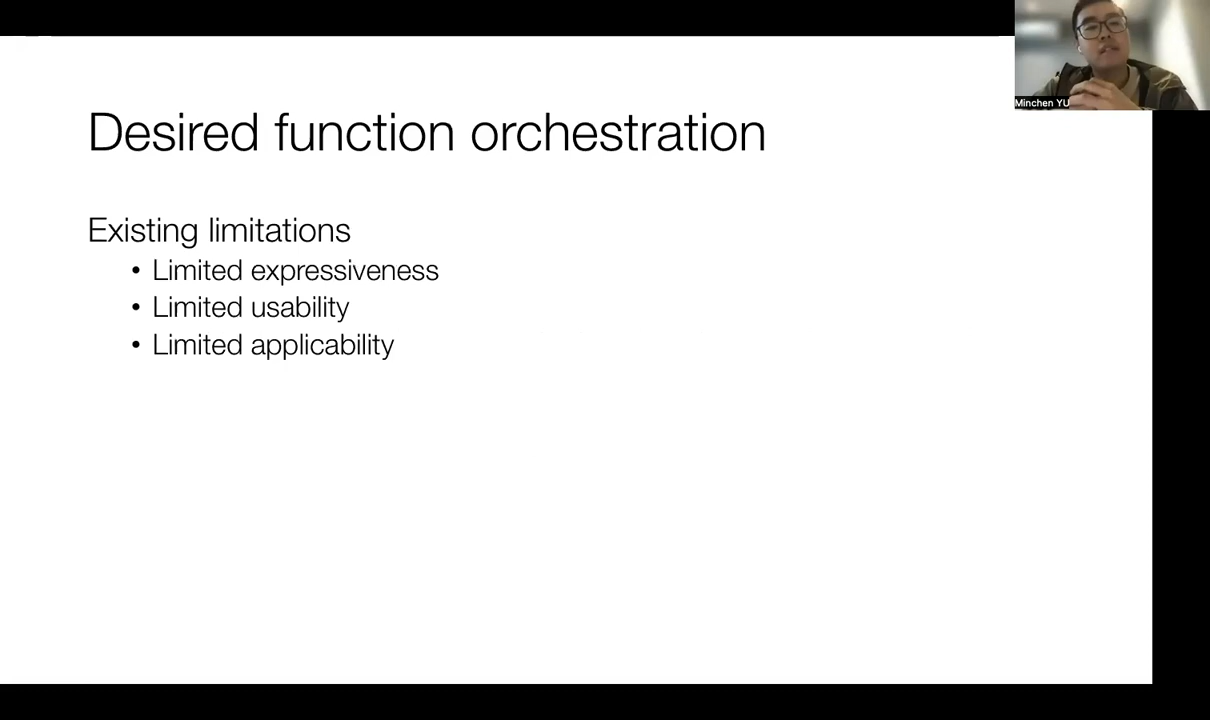 Minchen YU
Desired function orchestration
Existing limitations
• Limited expressiveness
• Limited usability
• Limited applicability